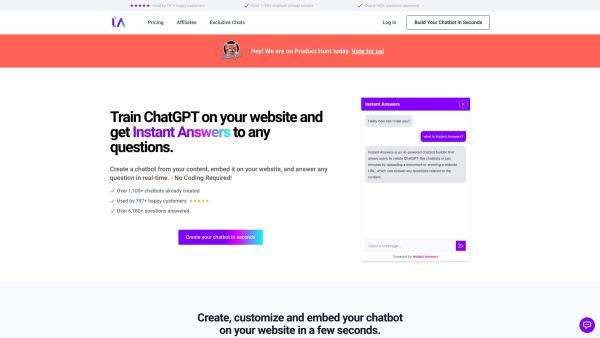 Used by 757+ happy customers
Over 1,100+ chatbots already created
Over 6,180+ questions answered
IA
Pricing
Affiliates
Exclusive Chats
Log in
Build Your Chatbot in Seconds
Hey! We are on Product Hunt today. Vote for us!
Train ChatGPT on your website and
get Instant Answers to any
questions.
Create a chatbot from your content, embed it on your website, and answer any
question in real-time. - No Coding Required!
Over 1,100+ chatbots already created
Used by 757+ happy customers
Over 6,180+ questions answered
Create your chatbot in seconds
Instant Answers
Hello, how can I help you?
what is Instant Answers?
Instant Answers is an AI-powered chatbot builder that
allows users to create ChatGPT-like chatbots in just
minutes by uploading a document or entering a website
URL, which can answer any questions related to the
content.
Send a message...
Powered by Instant Answers
Create, customize and embed your chatbot
on your website in a few seconds.